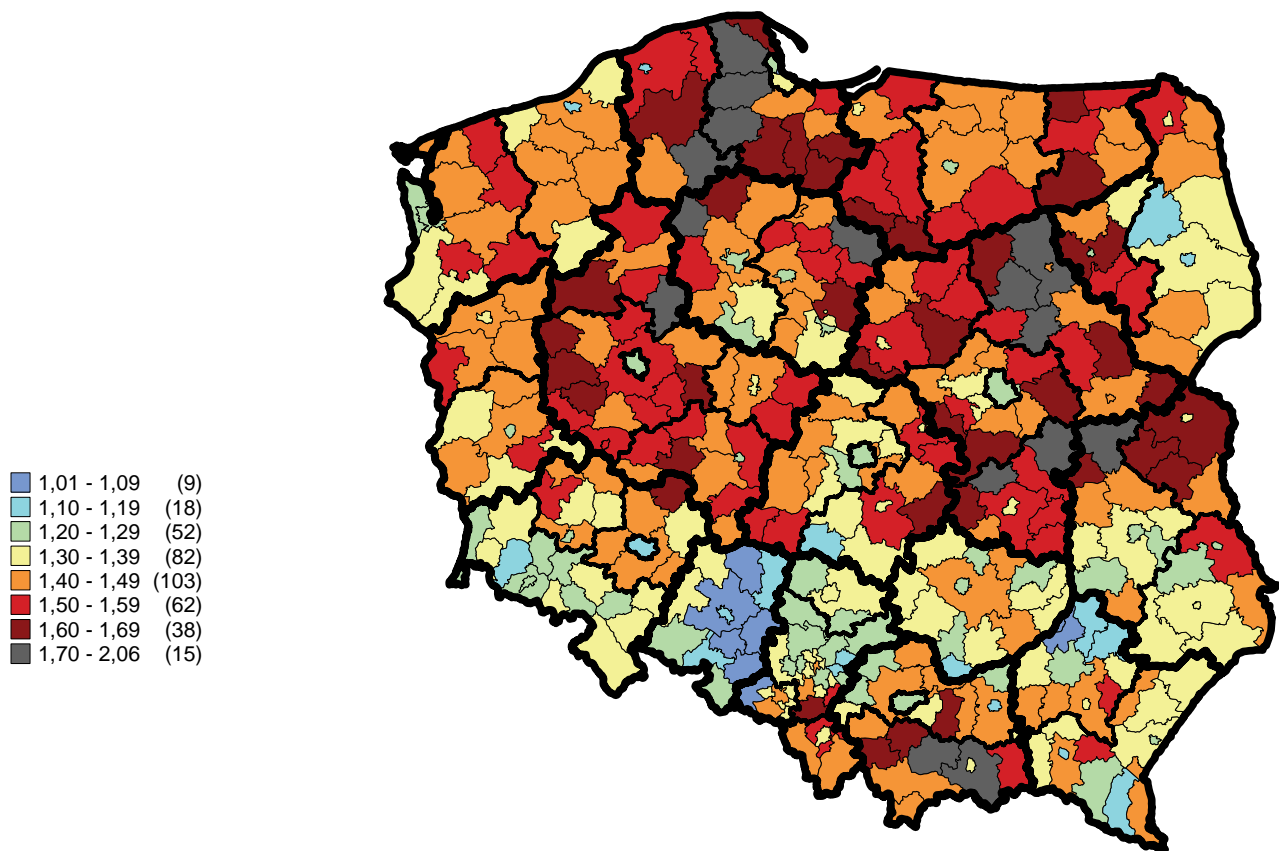 1,01 - 1,09 (9)
1,10 - 1,19 (18)
1,20 - 1,29 (52)
1,30 - 1,39 (82)
1,40 - 1,49 (103)
1,50 - 1,59 (62)
1,60 - 1,69 (38)
1,70 - 2,06 (15)